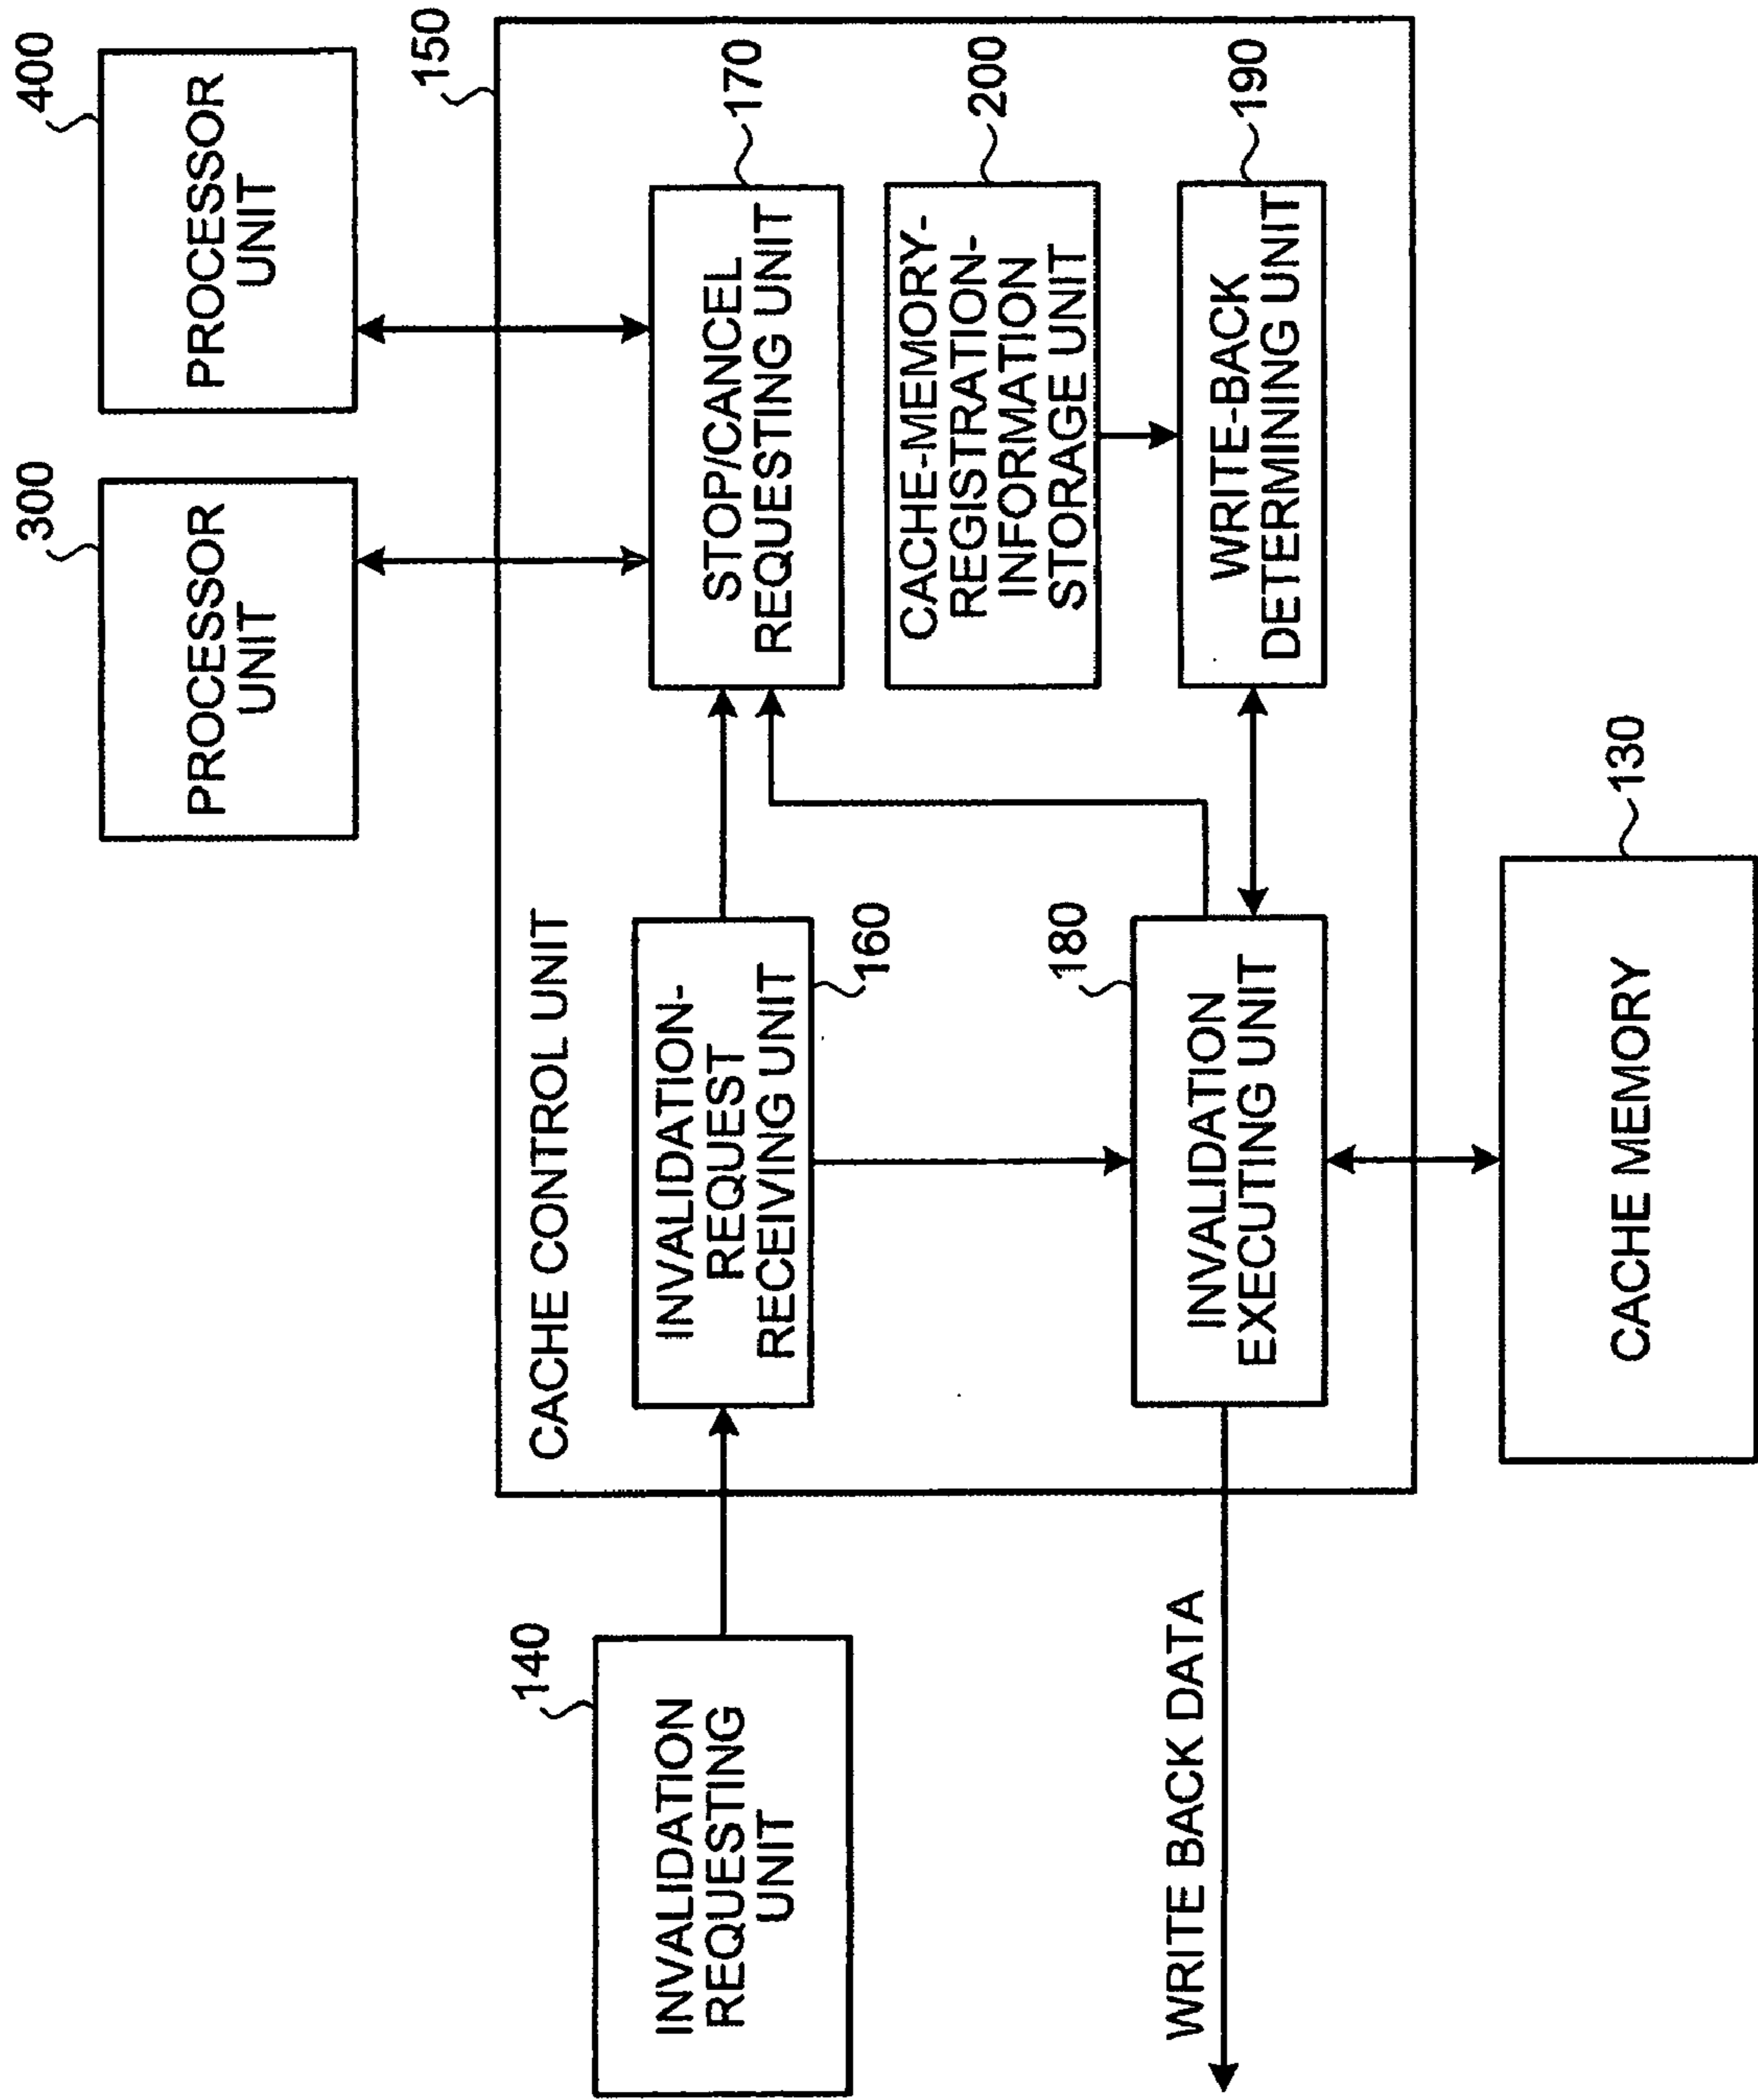 300
PROCESSOR
UNIT
400
PROCESSOR
UNIT
150
CACHE CONTROL UNIT
140
INVALIDATION
REQUESTING
UNIT
INVALIDATION-
REQUEST
RECEIVING UNIT
160
STOP/CANCEL
REQUESTING UNIT
170
CACHE-MEMORY-
REGISTRATION-
INFORMATION
STORAGE UNIT
200
180
INVALIDATION
EXECUTING UNIT
WRITE-BACK
DETERMINING UNIT
190
WRITE BACK DATA
CACHE MEMORY
130